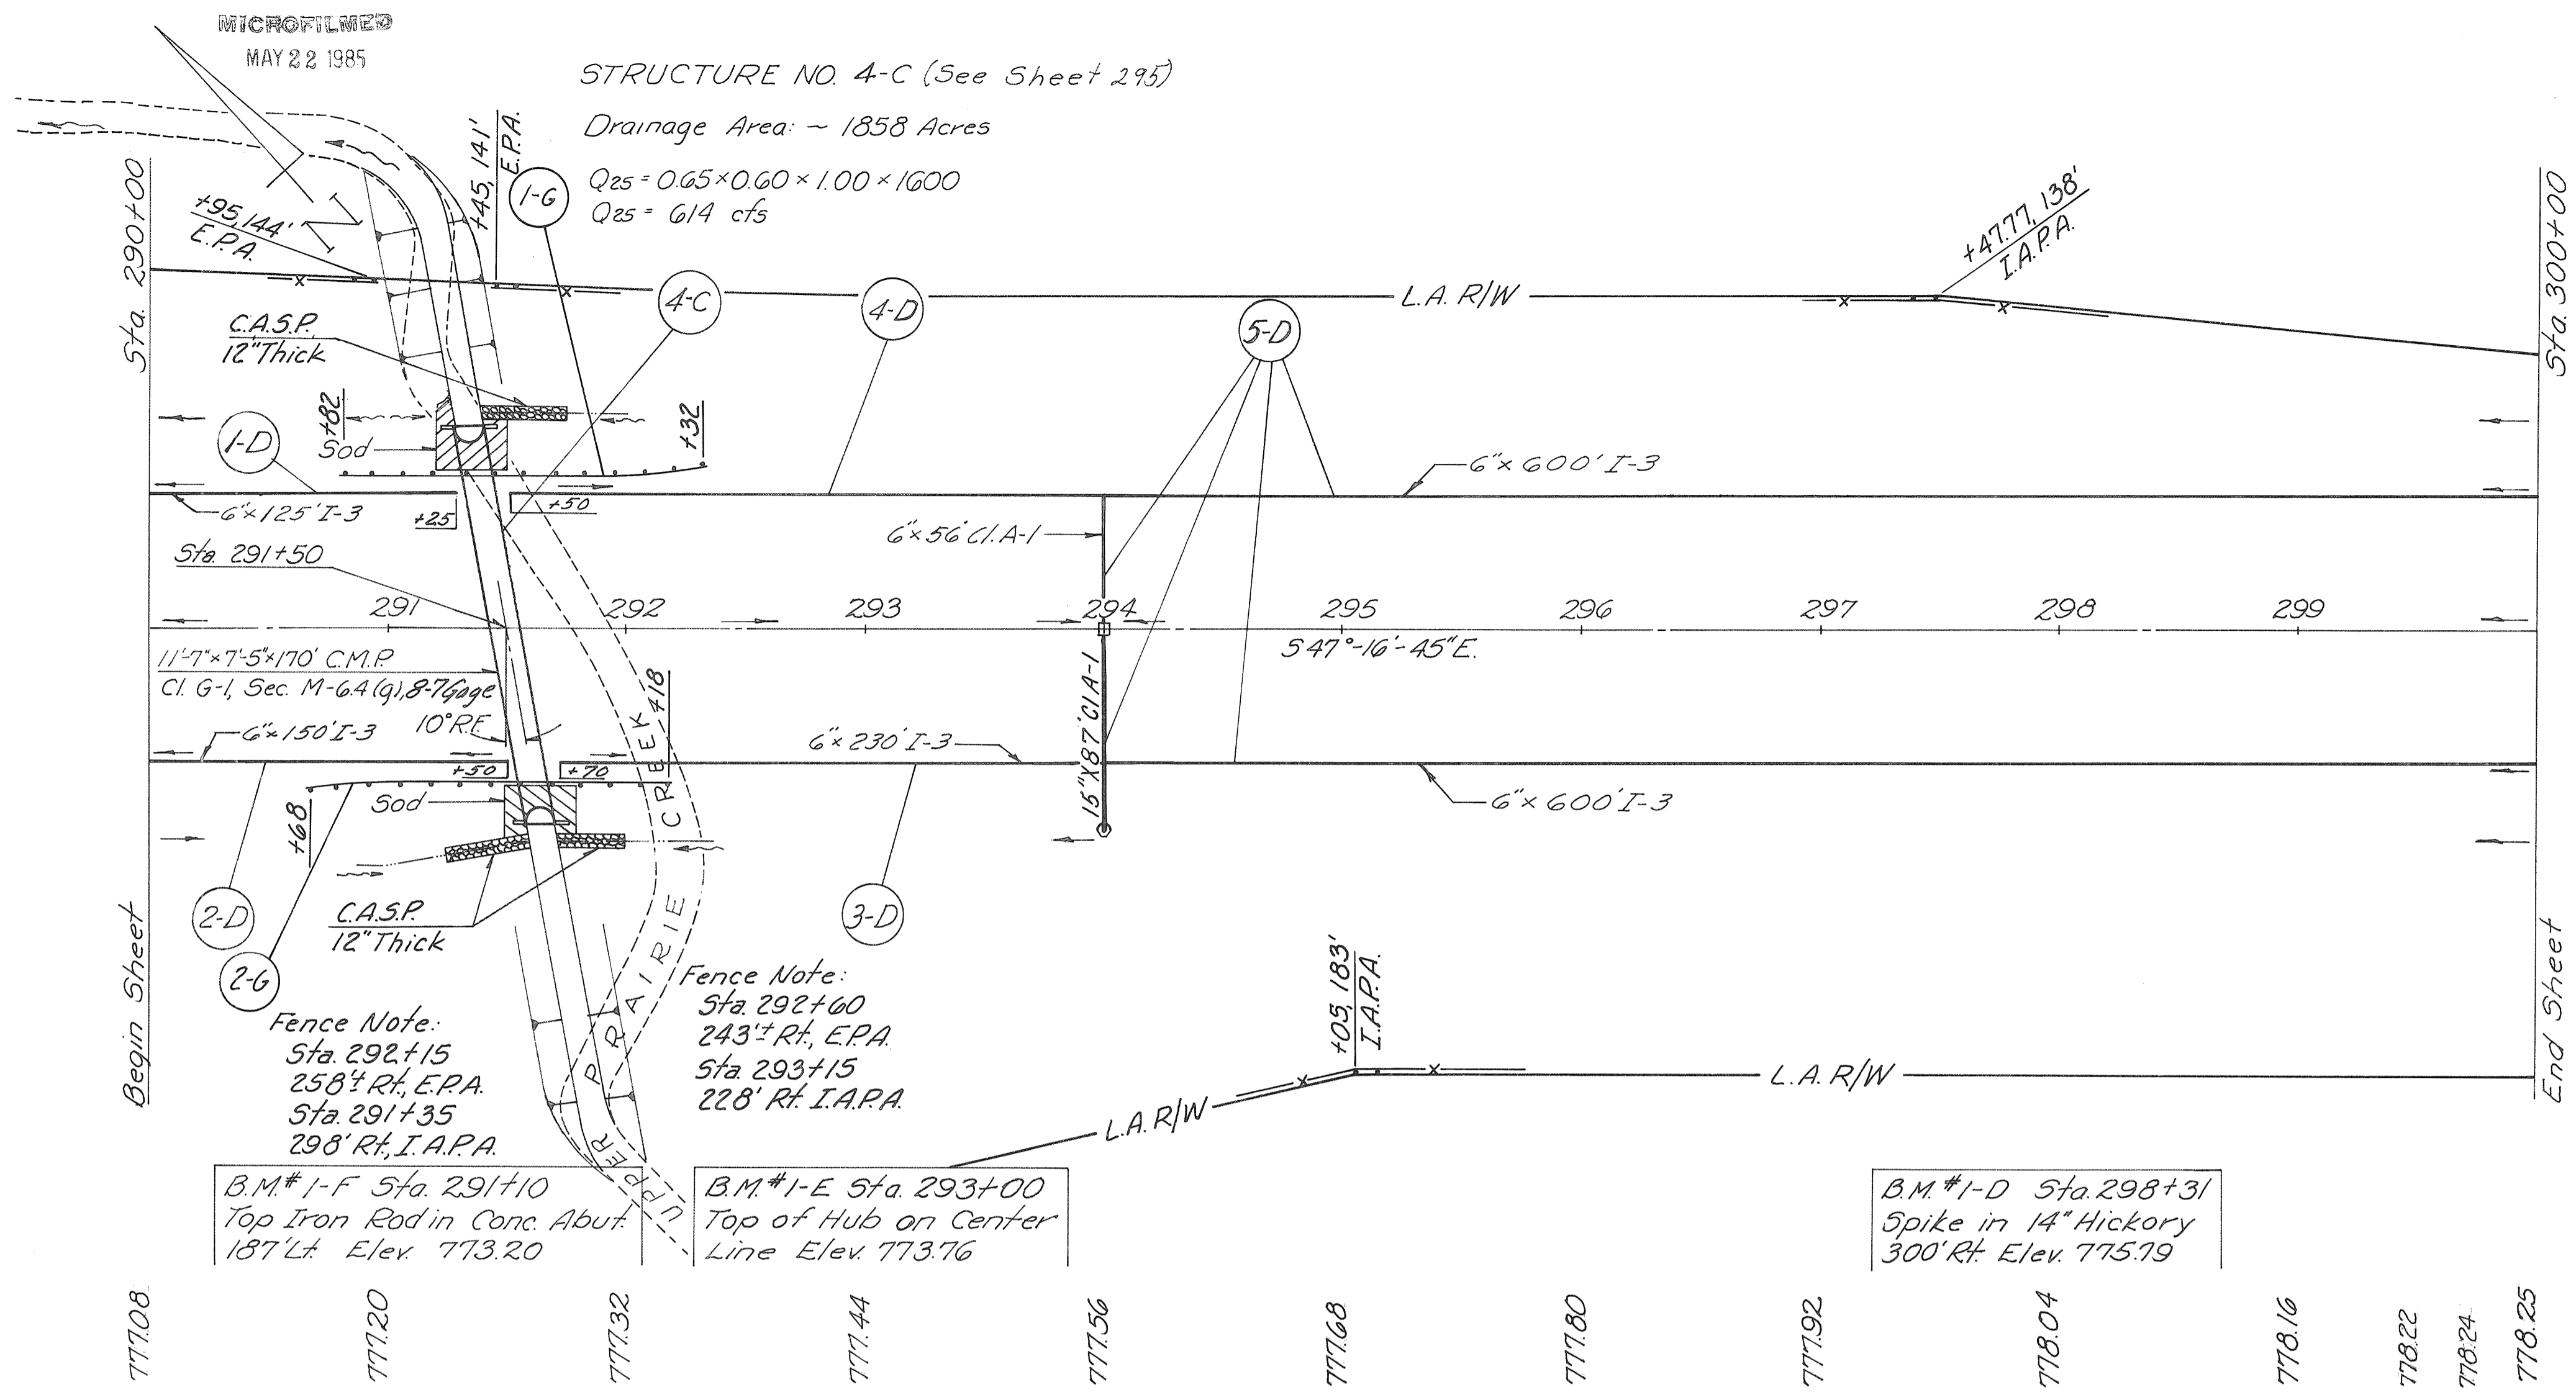 MICROFILMED
MAY 22 1985
STRUCTURE NO. 4-C (See Sheet 295)
Drainage Area: ~ 1858 Acres
Q25 = 0.65×0.60×1.00×1600
Q25 = 614 cfs
Sta. 290+00
+95, 144'
E.P.A.
N
+45, 141'
E.P.A.
1-G
4-C
4-D
L.A. R/W
5-D
+47.77, 138'
I.A.P.A.
Sta. 300+00
C.A.S.P.
12" Thick
+82
Sod
+32
1-D
6"×125' I-3
+25
+50
6"×600' I-3
6"×56' Cl. A-1
Sta. 291+50
291
292
293
294
295
296
297
298
299
S47°-16'-45"E.
11'-7"×7'-5"×170' C.M.P.
Cl. G-1, Sec. M-6.4 (g), 8-7 Gage
10° R.F.
+18
15"X87' Cl A-1
6"×150' I-3
6"×230' I-3
+50
+70
6"×600' I-3
Sod
+68
2-D
2-G
3-D
C.A.S.P.
12" Thick
UPPER PRAIRIE CREEK
Begin Sheet
End Sheet
Fence Note:
Sta. 292+15
258'± Rt., E.P.A.
Sta. 291+35
298' Rt., I.A.P.A.
Fence Note:
Sta. 292+60
243'± Rt., E.P.A.
Sta. 293+15
228' Rt. I.A.P.A.
+05, 183'
I.A.P.A.
L.A. R/W
L.A. R/W
B.M.# 1-F Sta. 291+10
Top Iron Rod in Conc. Abut.
187' Lt. Elev. 773.20
B.M.#1-E Sta. 293+00
Top of Hub on Center
Line Elev. 773.76
B.M.#1-D Sta. 298+31
Spike in 14" Hickory
300' Rt. Elev. 775.79
777.08
777.20
777.32
777.44
777.56
777.68
777.80
777.92
778.04
778.16
778.22
778.24
778.25